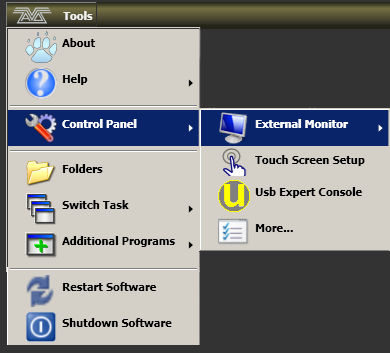 Tools
About
Help
Control Panel
Folders
Switch Task
Additional Programs
Restart Software
Shutdown Software
External Monitor
Touch Screen Setup
Usb Expert Console
More...